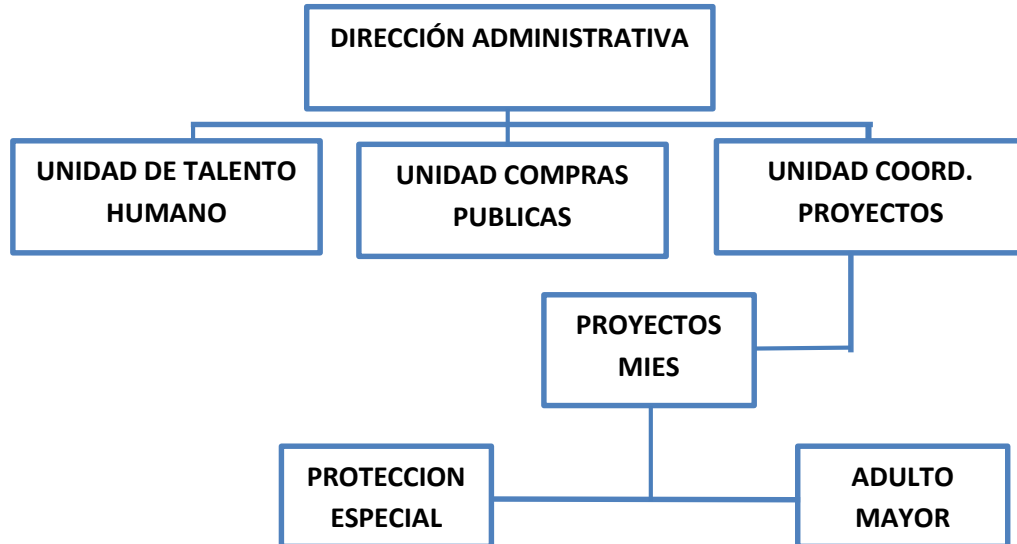 DIRECCIÓN ADMINISTRATIVA
UNIDAD DE TALENTO
HUMANO
UNIDAD COMPRAS
PUBLICAS
UNIDAD COORD.
PROYECTOS
PROYECTOS
MIES
PROTECCION
ESPECIAL
ADULTO
MAYOR